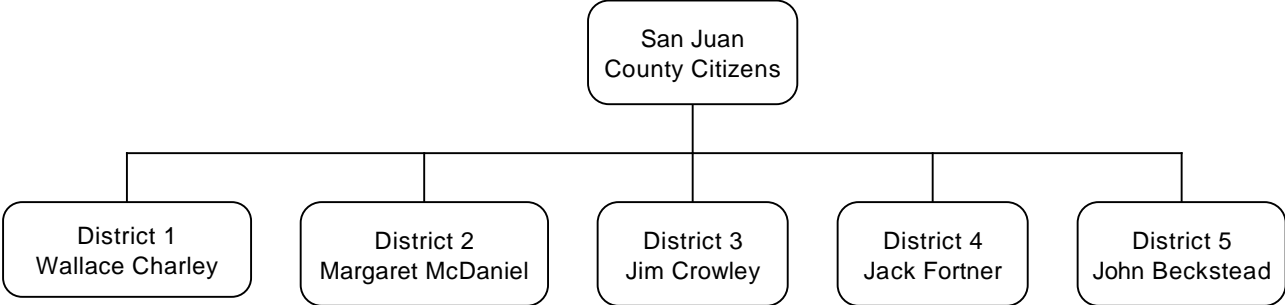 San Juan
County Citizens
District 1
Wallace Charley
District 2
Margaret McDaniel
District 3
Jim Crowley
District 4
Jack Fortner
District 5
John Beckstead